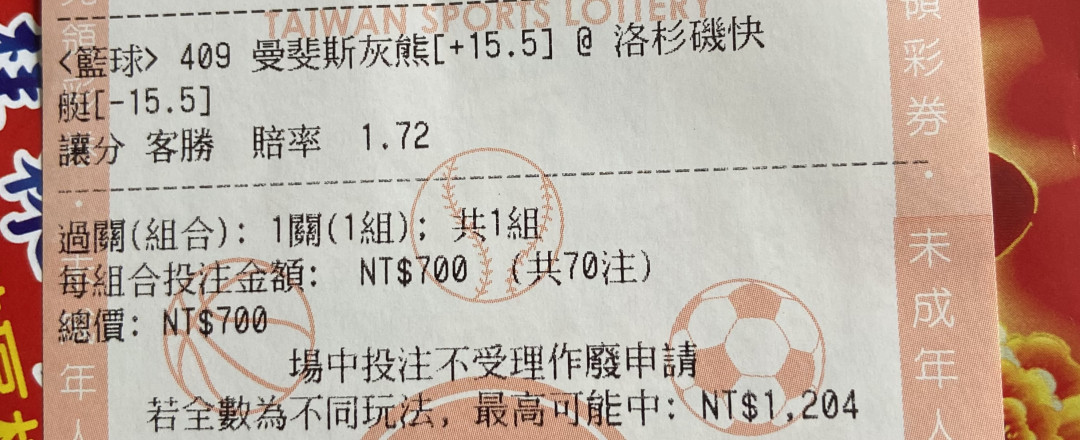 TAIWAN SPORTS LOTTERY
<籃球> 409 曼斐斯灰熊[+15.5] @ 洛杉磯快
艇[-15.5]
讓分 客勝 賠率 1.72
過關(組合): 1關(1組); 共1組
每組合投注金額: NT$700 (共70注)
總價: NT$700
場中投注不受理作廢申請
若全數為不同玩法, 最高可能中: NT$1,204
領彩券·未成年人